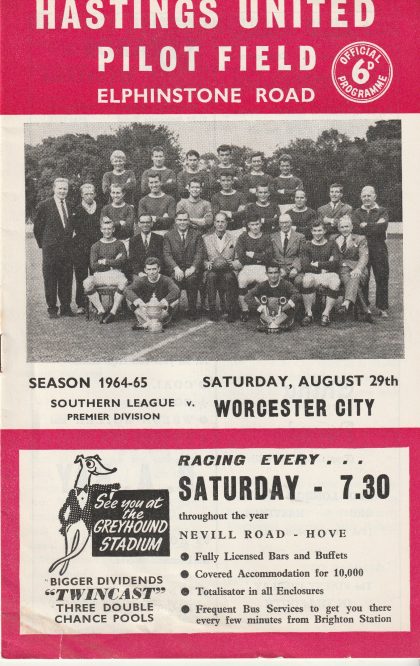 HASTINGS UNITED
PILOT FIELD
ELPHINSTONE ROAD
OFFICIAL
6D
PROGRAMME
SEASON 1964-65 SATURDAY, AUGUST 29th
SOUTHERN LEAGUE v. WORCESTER CITY
PREMIER DIVISION
See you at
the
GREYHOUND
STADIUM
BIGGER DIVIDENDS
"TWINCAST"
THREE DOUBLE
CHANCE POOLS
RACING EVERY . . .
SATURDAY - 7.30
throughout the year
NEVILL ROAD - HOVE
● Fully Licensed Bars and Buffets
● Covered Accommodation for 10,000
● Totalisator in all Enclosures
● Frequent Bus Services to get you there
every few minutes from Brighton Station